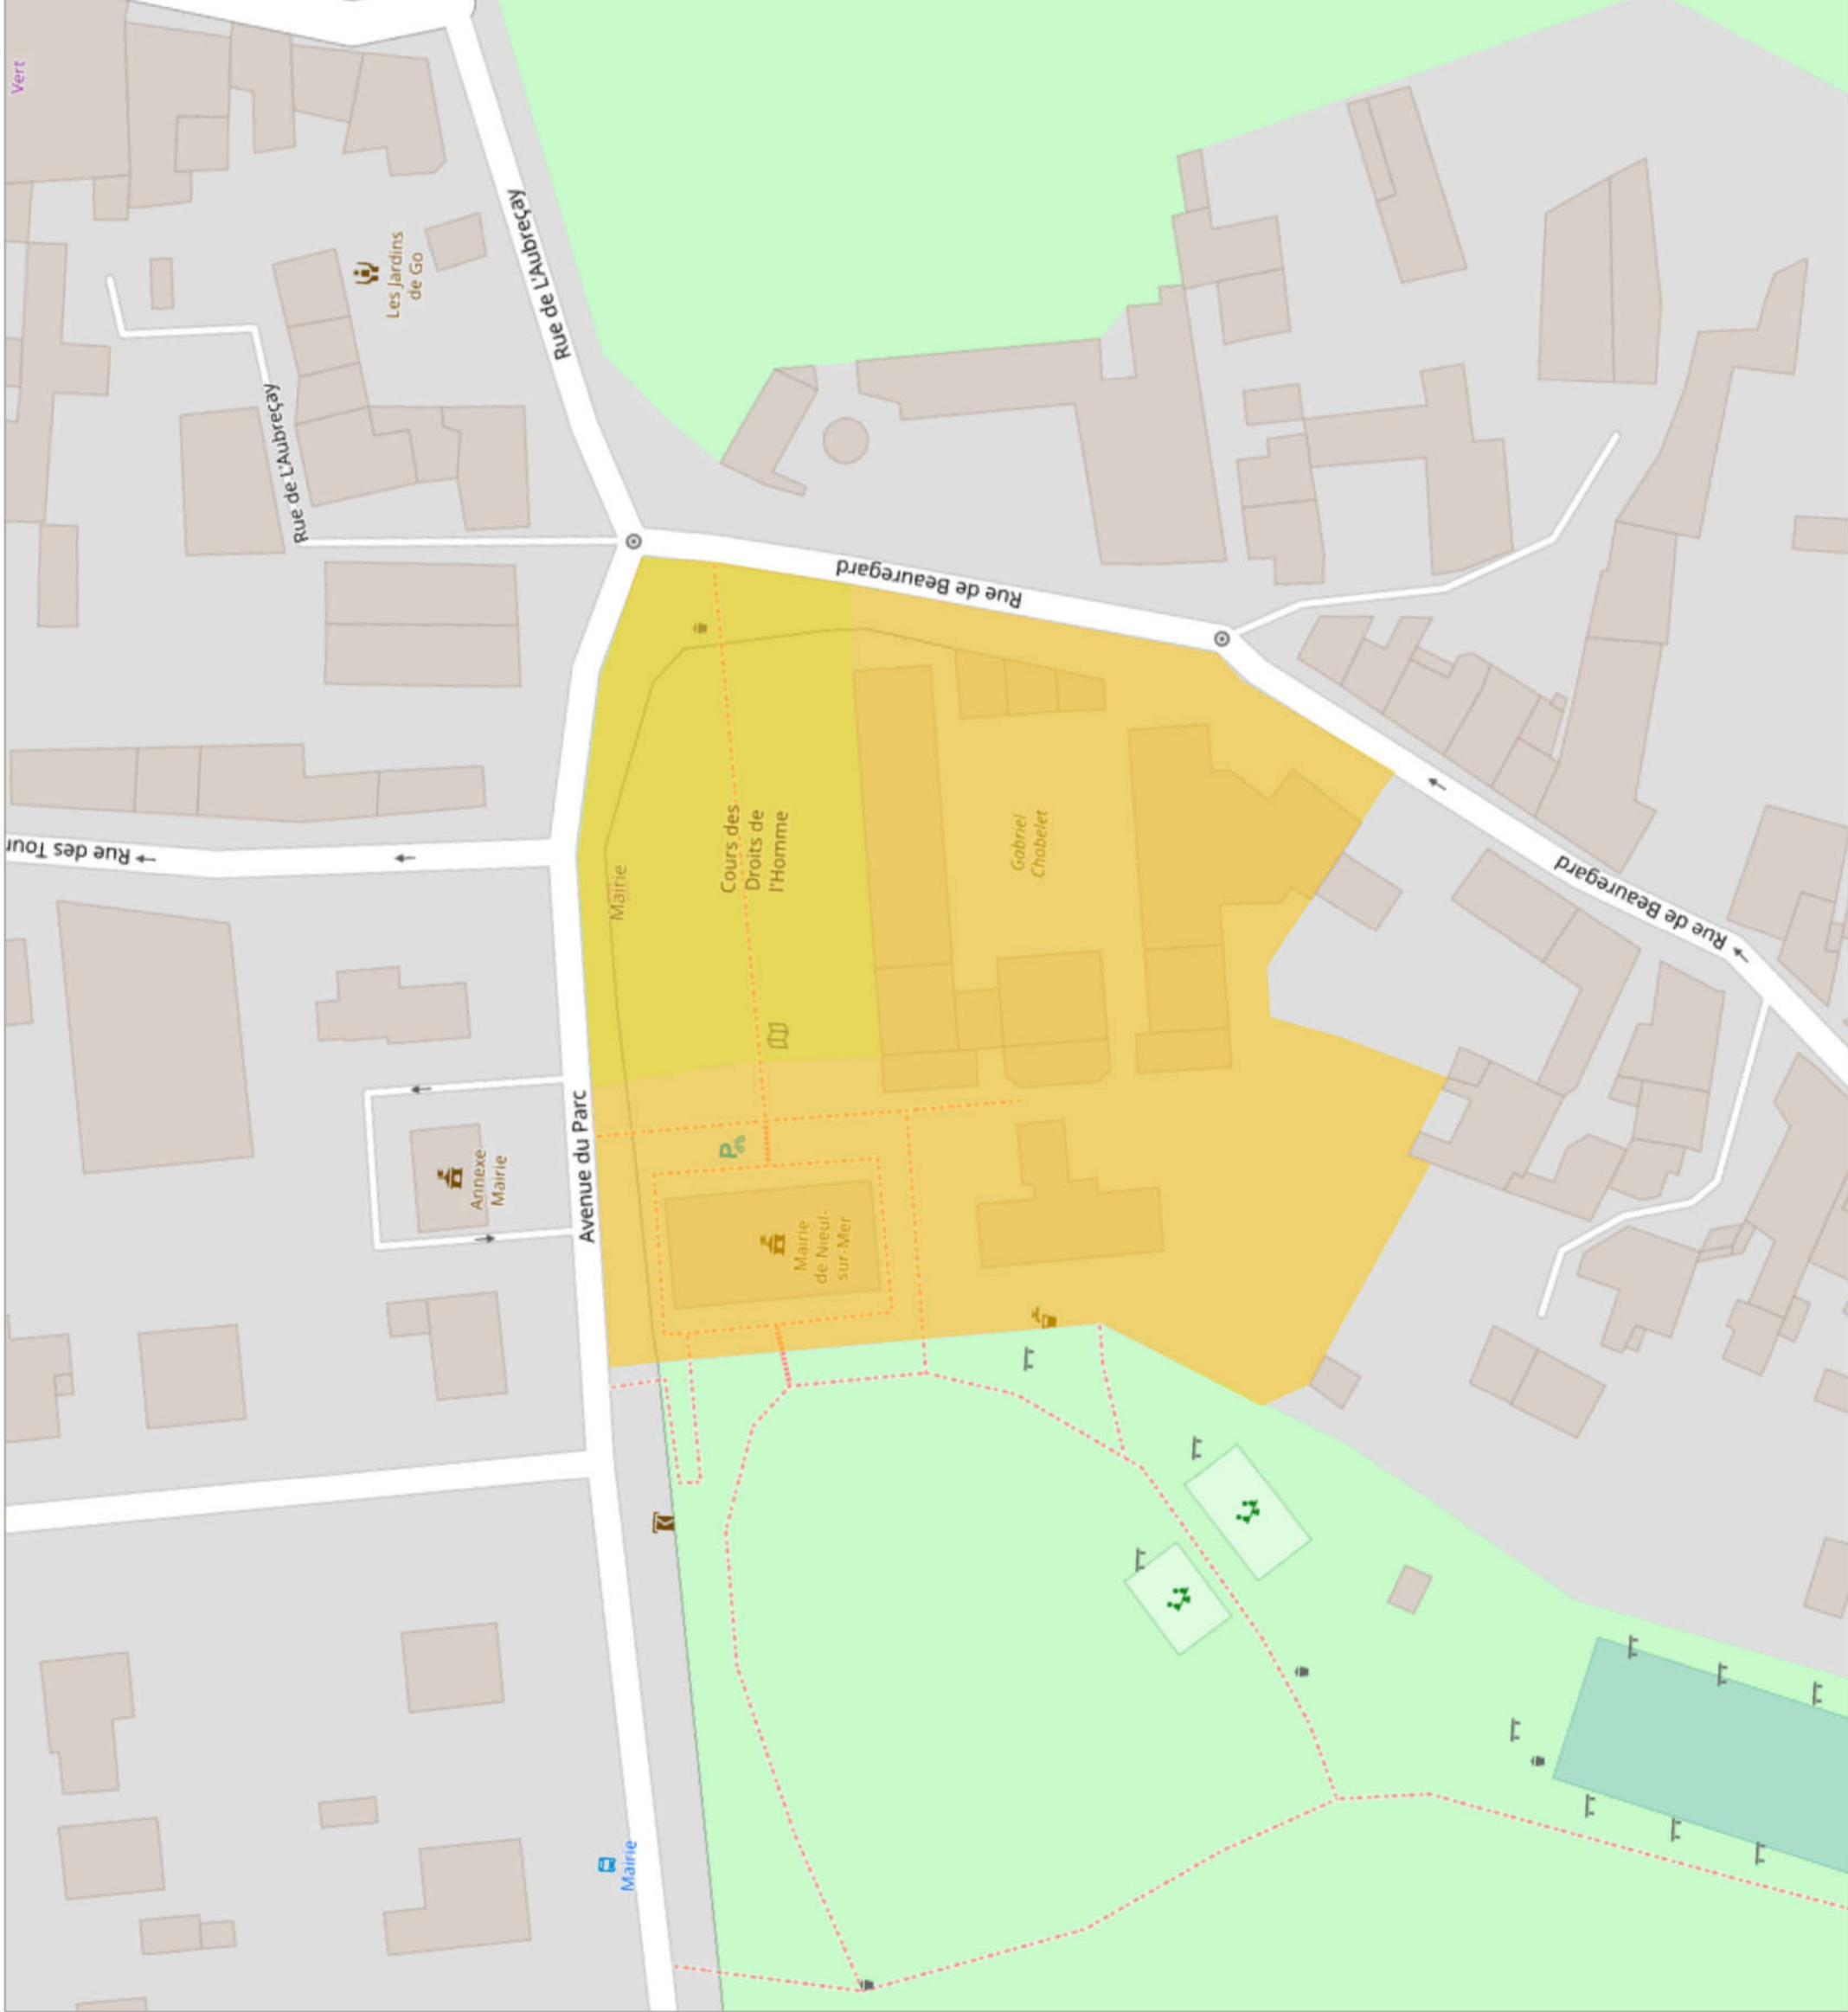 Vert
Les Jardins
de Go
Rue de L'Aubreçay
Rue de L'Aubreçay
Rue de Beauregard
Rue des Tour
Mairie
Cours des
Droits de
l'Homme
Gabriel
Chobelet
Rue de Beauregard
Avenue du Parc
Annexe
Mairie
P
Mairie
de Nieul-
sur-Mer
Mairie